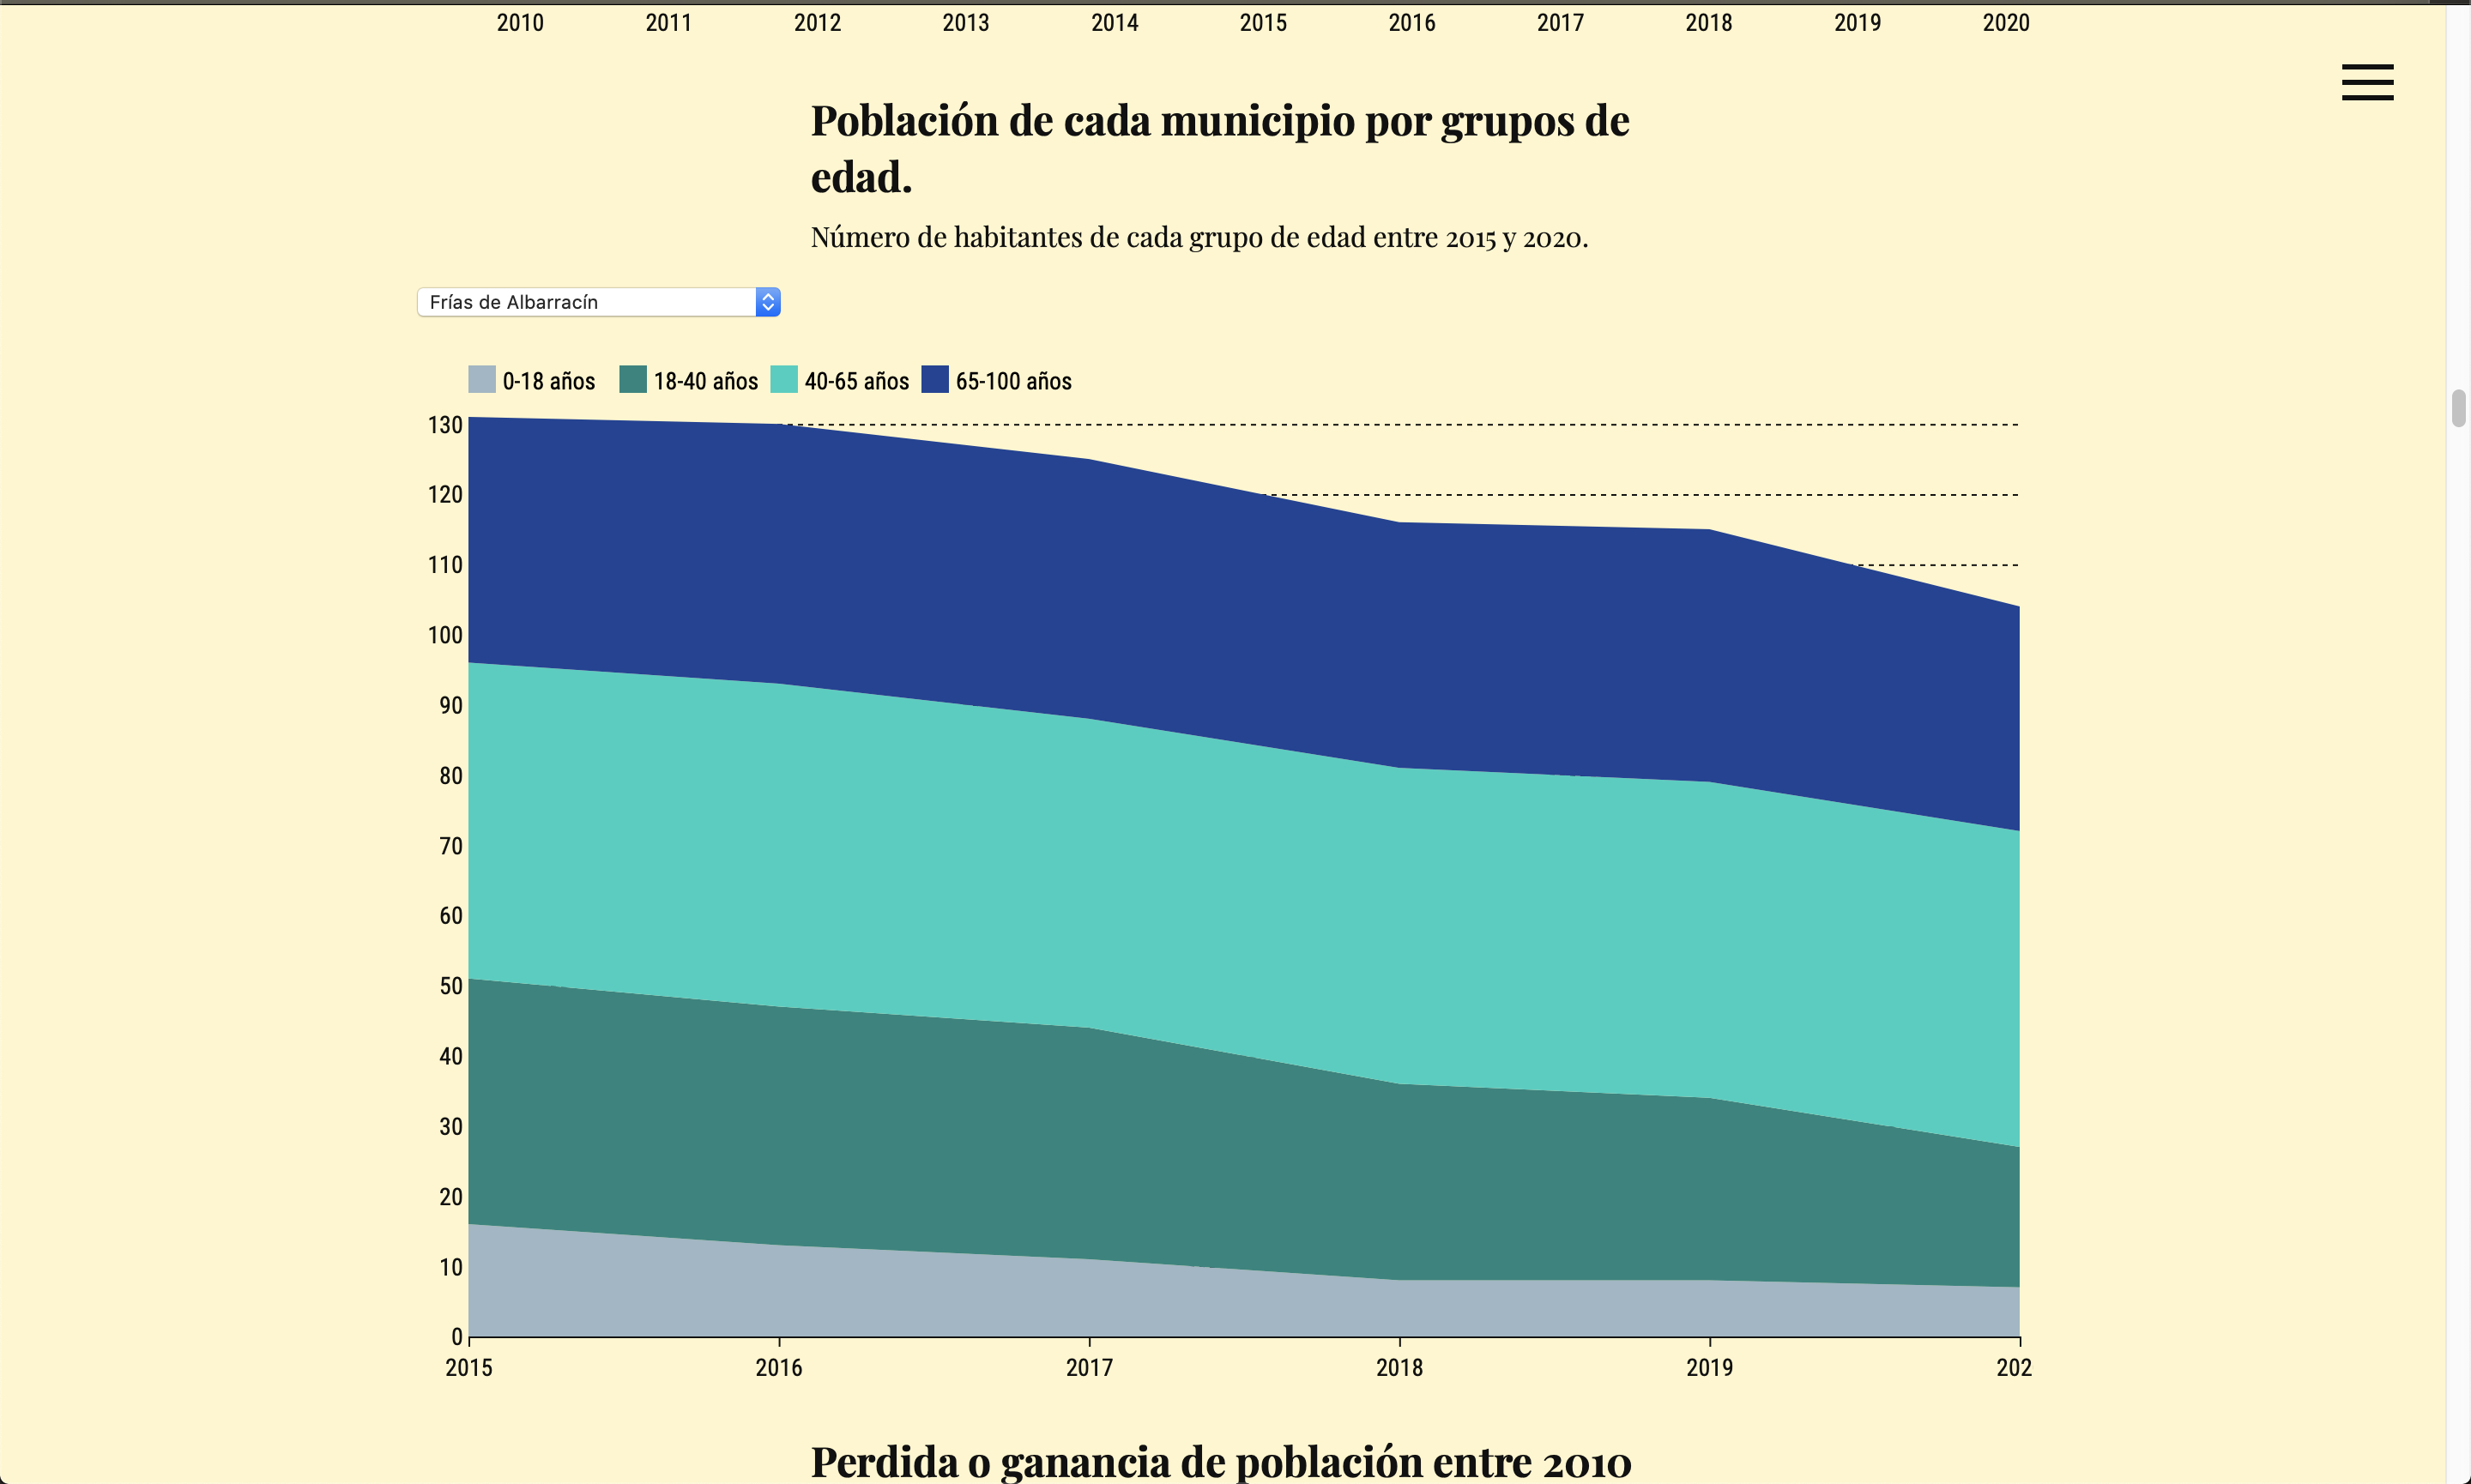 2010 2011 2012 2013 2014 2015 2016 2017 2018 2019 2020
Población de cada municipio por grupos de
edad.
Número de habitantes de cada grupo de edad entre 2015 y 2020.
Frías de Albarracín
0-18 años 18-40 años 40-65 años 65-100 años
130
120
110
100
90
80
70
60
50
40
30
20
10
0
2015 2016 2017 2018 2019 202
Perdida o ganancia de población entre 2010